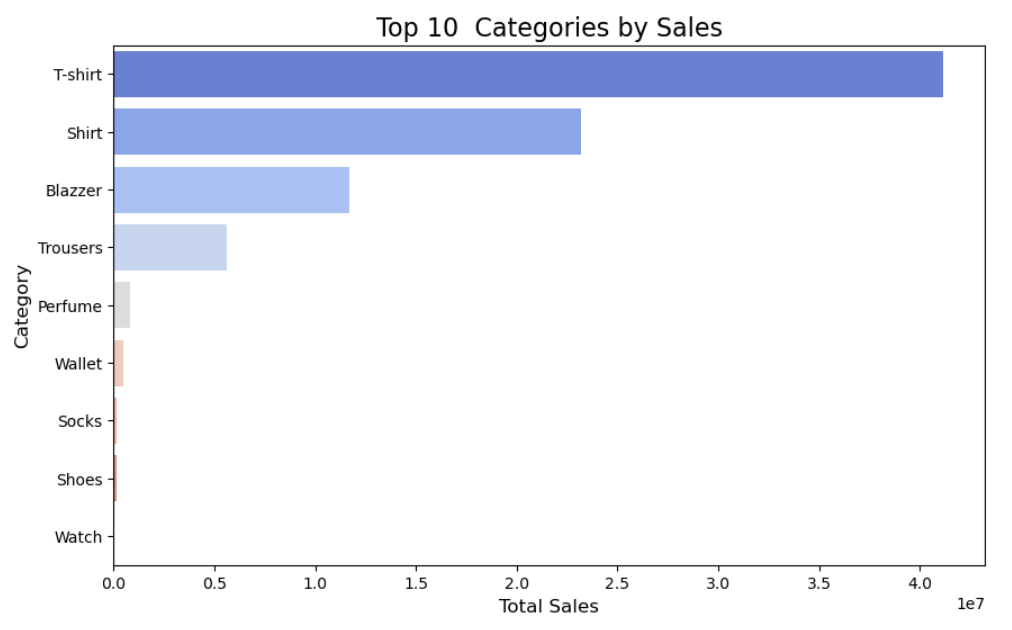 Top 10  Categories by Sales
T-shirt
Shirt
Blazzer
Trousers
Perfume
Wallet
Socks
Shoes
Watch
Category
0.0 0.5 1.0 1.5 2.0 2.5 3.0 3.5 4.0
1e7
Total Sales